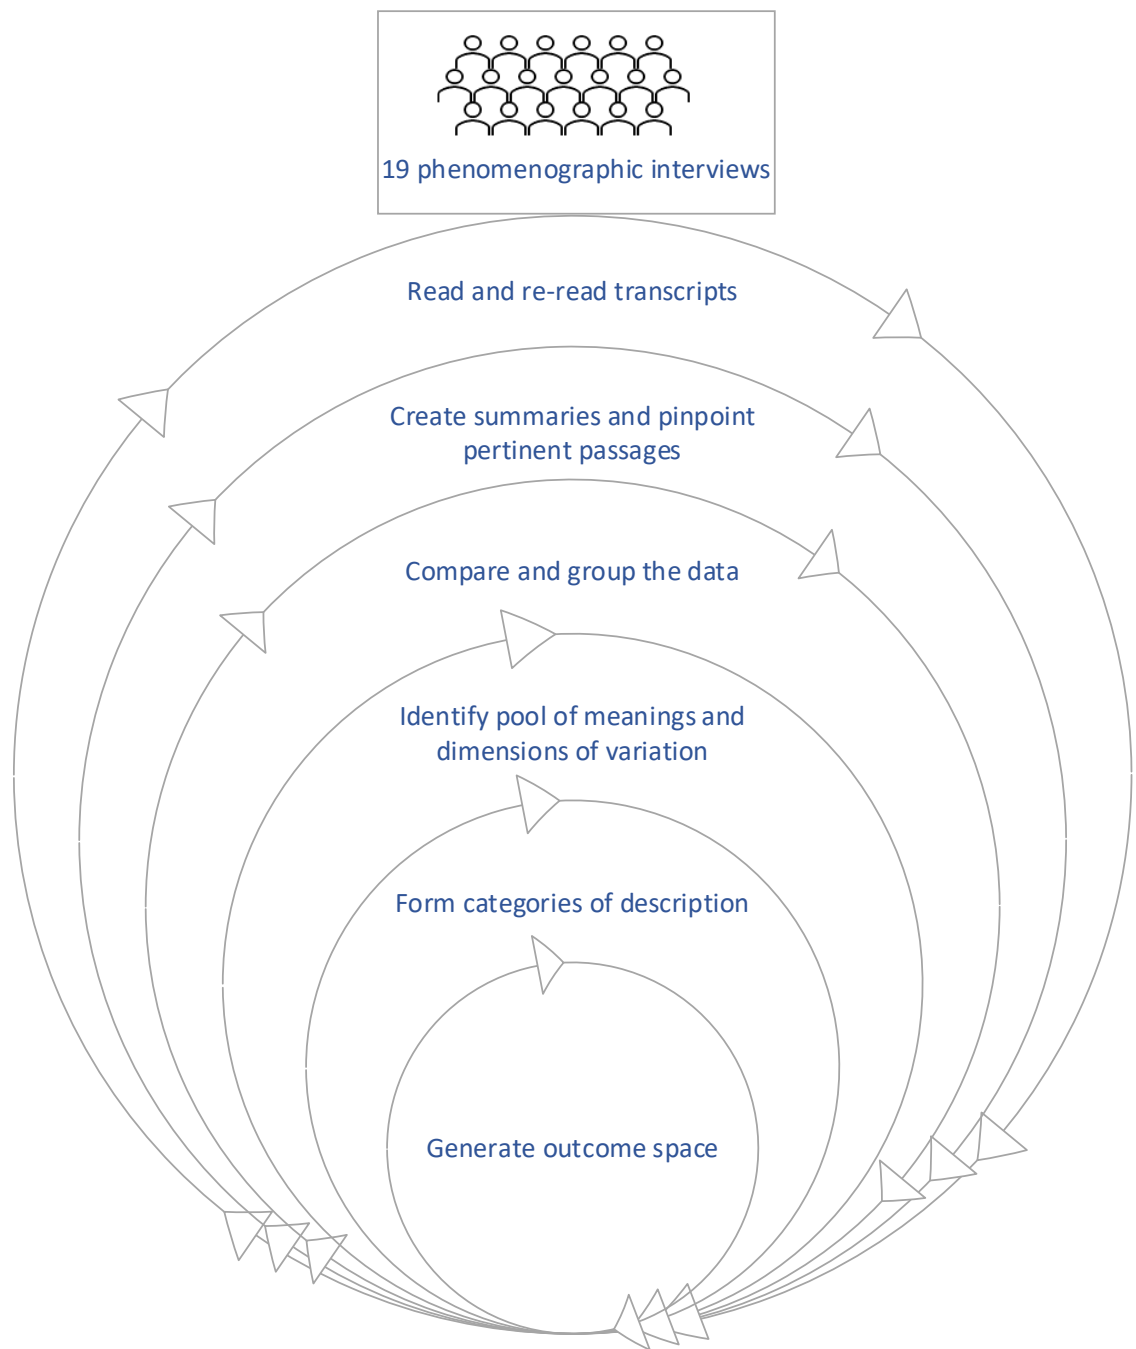 19 phenomenographic interviews
Read and re-read transcripts
Create summaries and pinpoint
pertinent passages
Compare and group the data
Identify pool of meanings and
dimensions of variation
Form categories of description
Generate outcome space